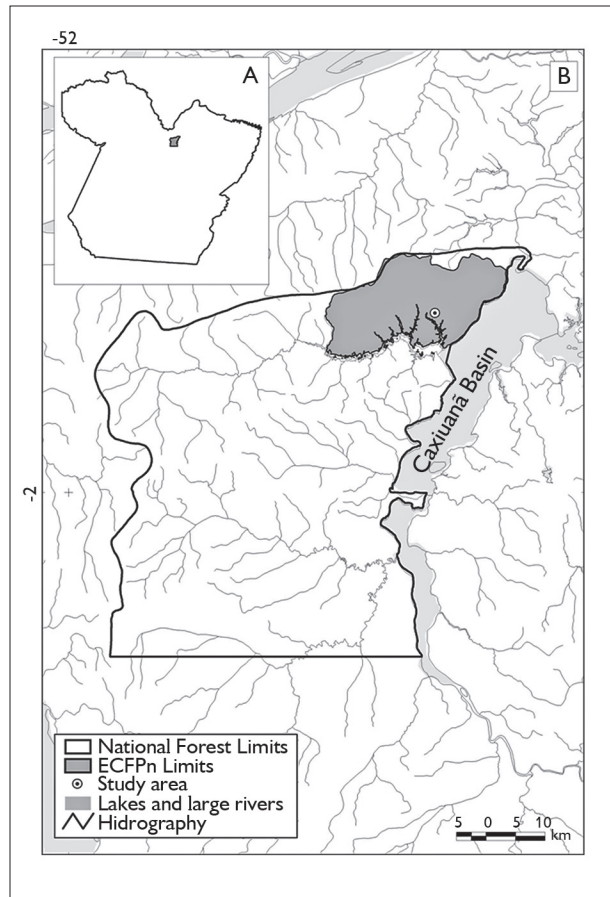 -52
A
B
Caxiuanã Basin
-2
National Forest Limits
ECFPn Limits
Study area
Lakes and large rivers
Hidrography
5 0 5 10
km